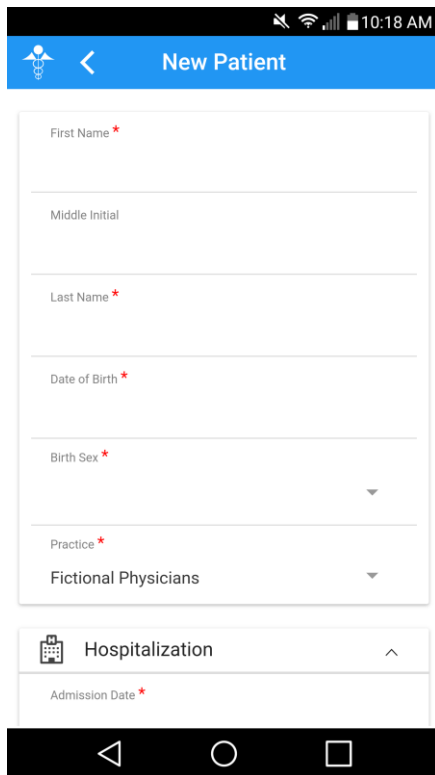 10:18 AM
New Patient
First Name *
Middle Initial
Last Name *
Date of Birth *
Birth Sex *
Practice *
Fictional Physicians
H
Hospitalization
Admission Date *